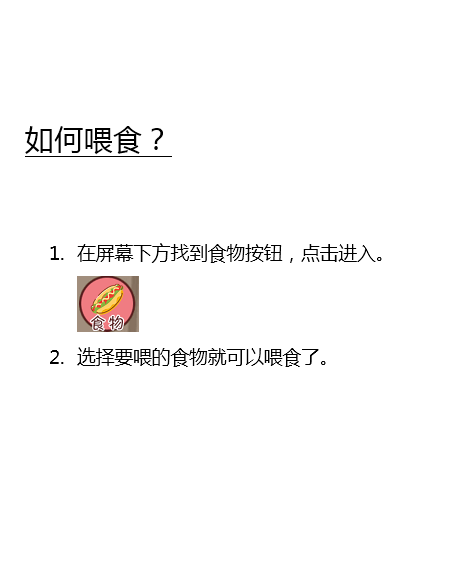 如何喂食？
1. 在屏幕下方找到食物按钮，点击进入。
食物
2. 选择要喂的食物就可以喂食了。